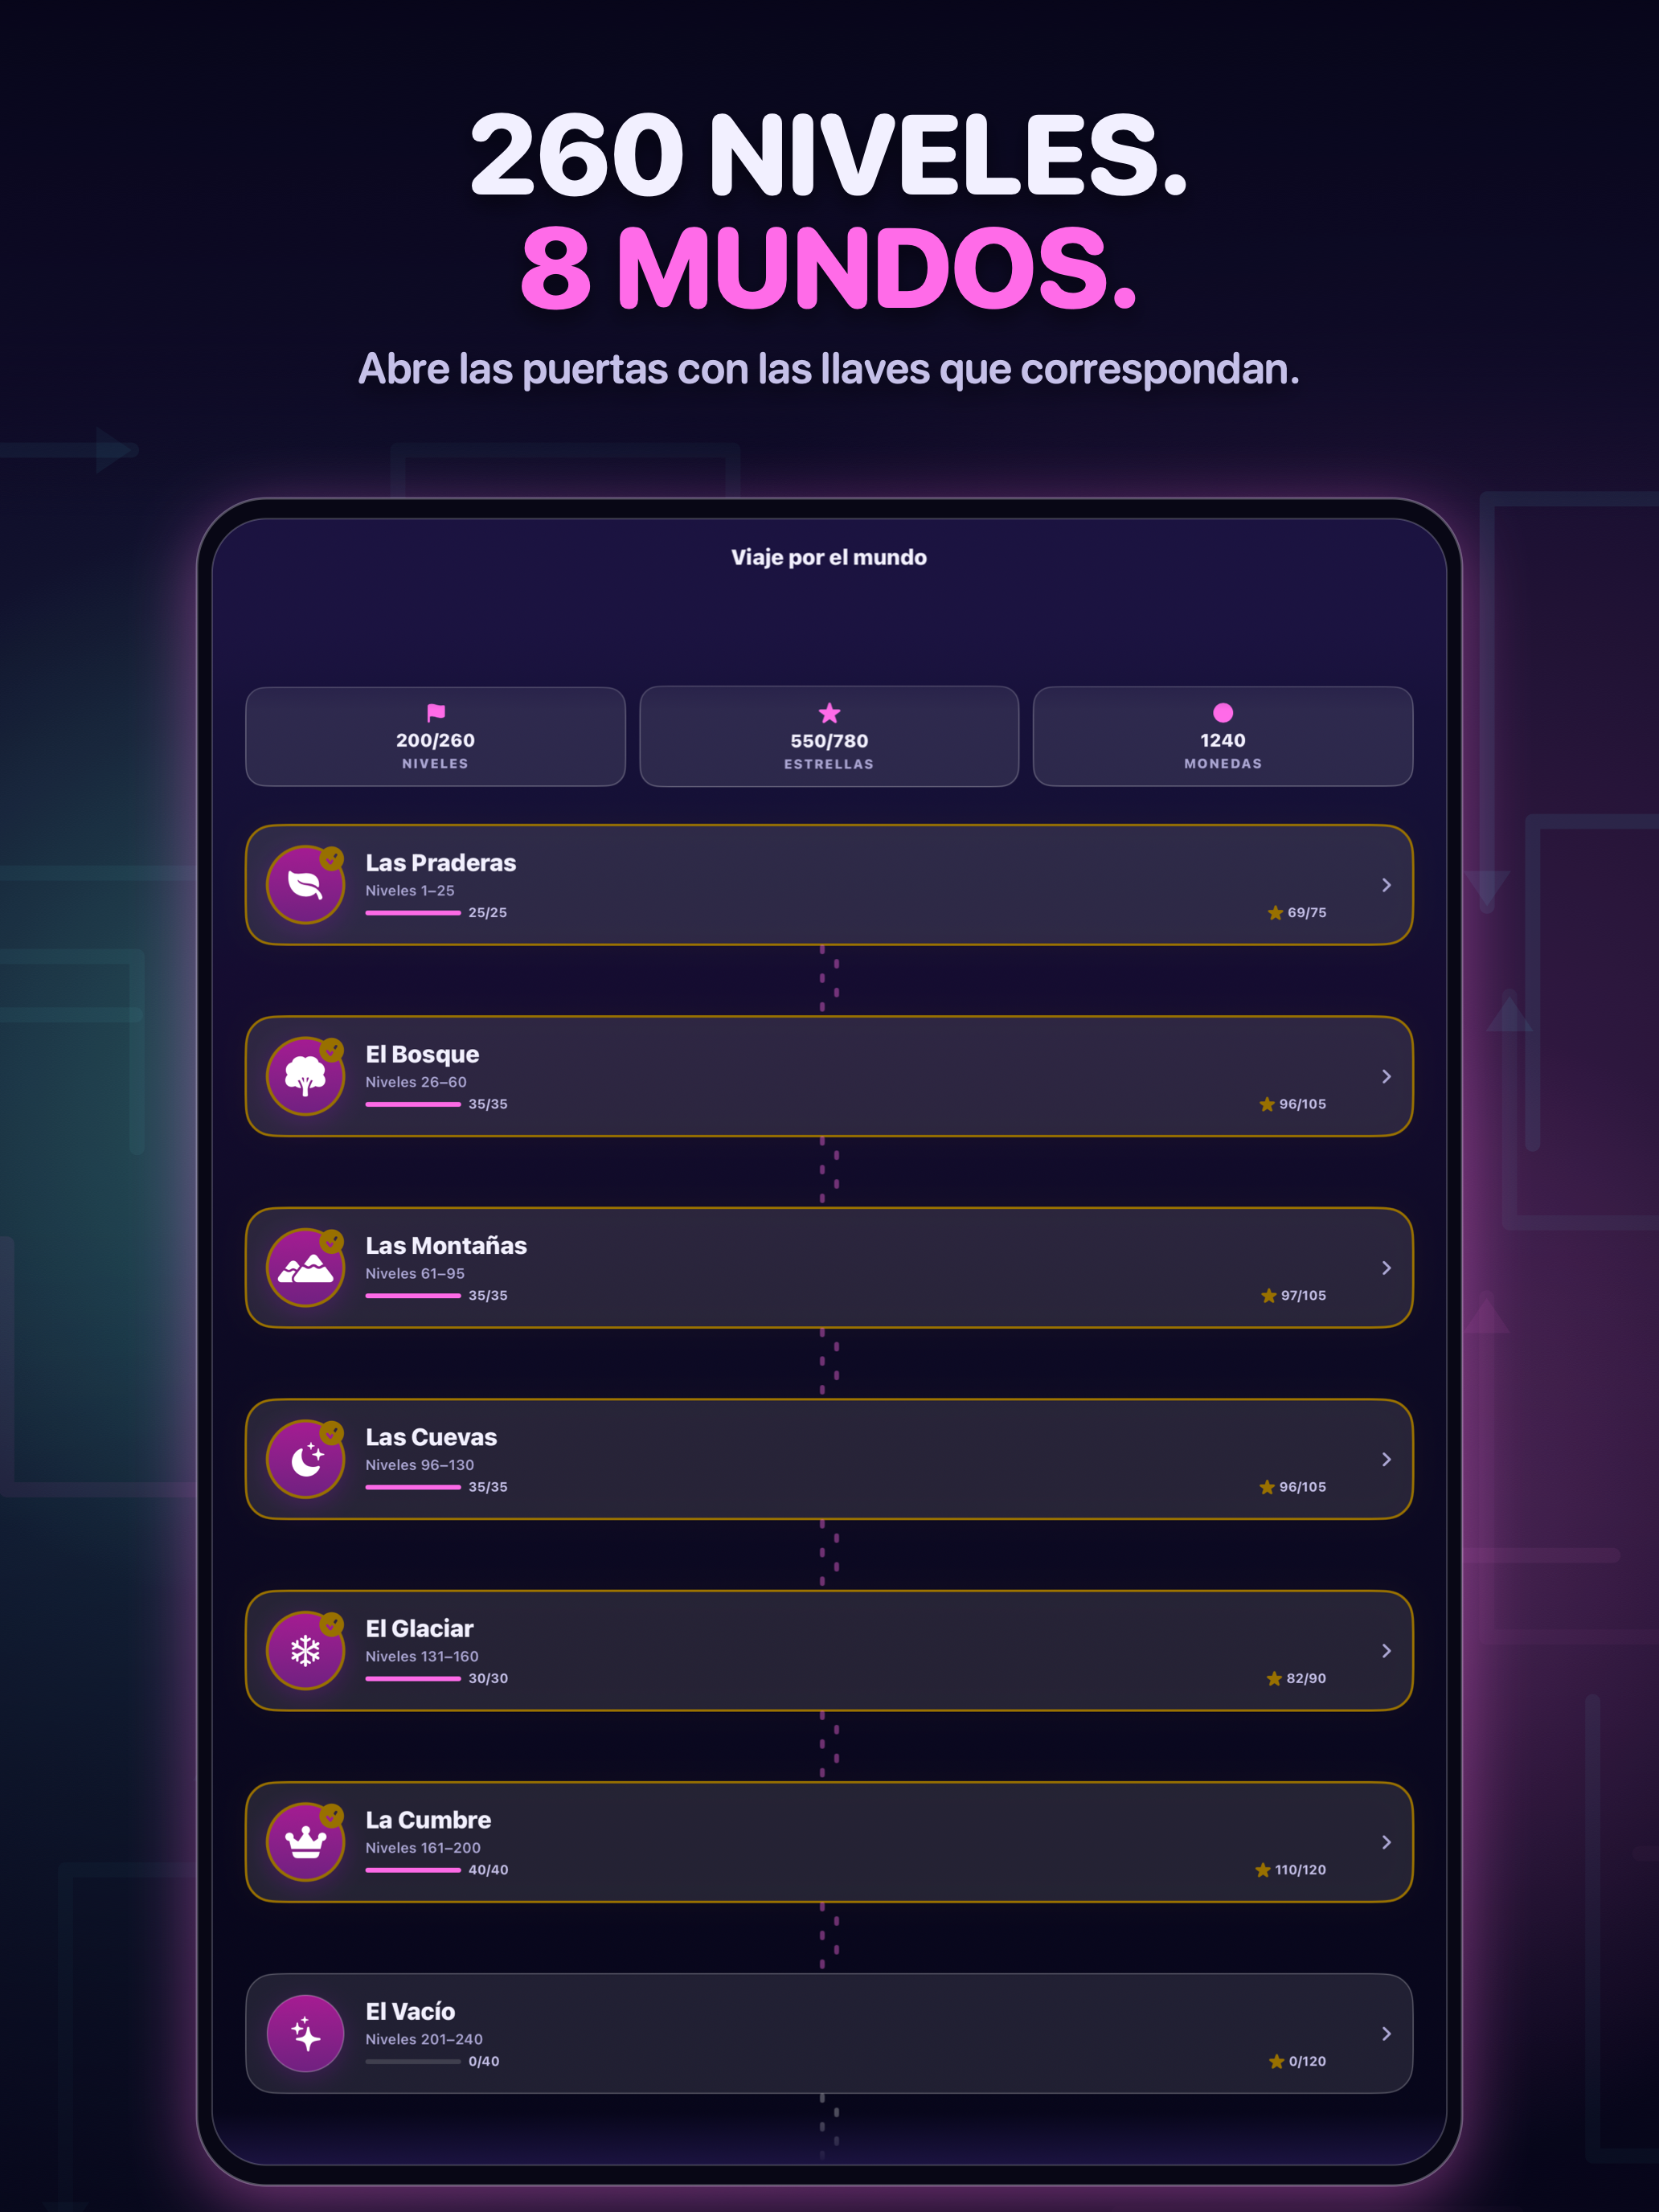 260 NIVELES.
8 MUNDOS.
Abre las puertas con las llaves que correspondan.
Viaje por el mundo
200/260
NIVELES
550/780
ESTRELLAS
1240
MONEDAS
Las Praderas
Niveles 1–25
25/25
69/75
El Bosque
Niveles 26–60
35/35
96/105
Las Montañas
Niveles 61–95
35/35
97/105
Las Cuevas
Niveles 96–130
35/35
96/105
El Glaciar
Niveles 131–160
30/30
82/90
La Cumbre
Niveles 161–200
40/40
110/120
El Vacío
Niveles 201–240
0/40
0/120